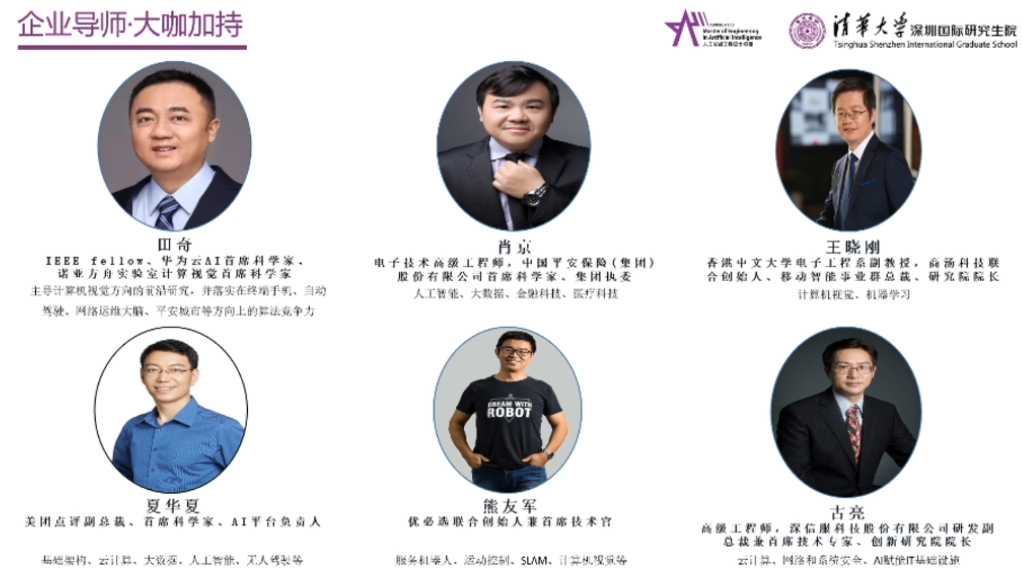 企业导师·大咖加持
Master of Engineering
in Artificial Intelligence
人工智能工程硕士项目
清华大学深圳国际研究生院
Tsinghua Shenzhen International Graduate School
田奇
IEEE fellow、华为云AI首席科学家、
诺亚方舟实验室计算视觉首席科学家
主导计算机视觉方向的前沿研究，并落实在终端手机、自动
驾驶、网络运维大脑、平安城市等方向上的算法竞争力
肖京
电子技术高级工程师，中国平安保险(集团)
股份有限公司首席科学家、集团执委
人工智能、大数据、金融科技、医疗科技
王晓刚
香港中文大学电子工程系副教授，商汤科技联
合创始人、移动智能事业群总裁、研究院院长
计算机视觉、机器学习
夏华夏
美团点评副总裁、首席科学家、AI平台负责人
基础架构、云计算、大数据、人工智能、无人驾驶等
DREAM WITH
ROBOT
熊友军
优必选联合创始人兼首席技术官
服务机器人、运动控制、SLAM、计算机视觉等
古亮
高级工程师，深信服科技股份有限公司研发副
总裁兼首席技术专家、创新研究院院长
云计算、网络和系统安全、AI赋能IT基础设施